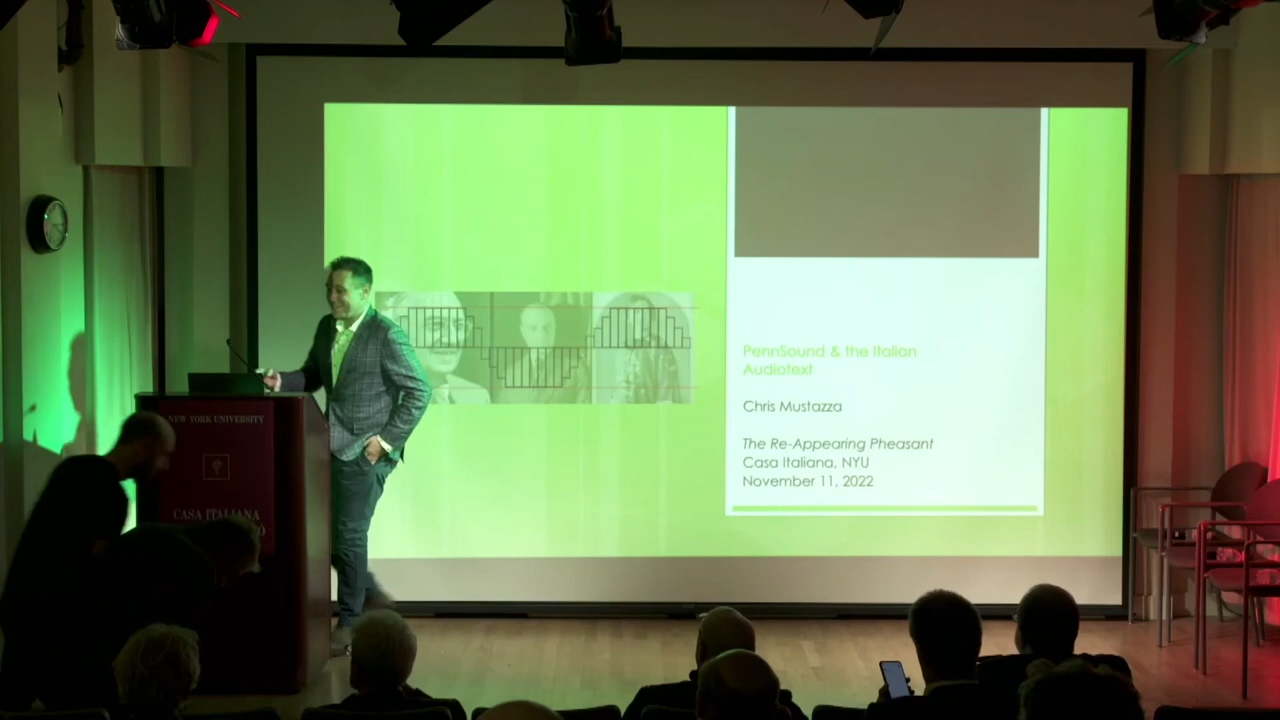 PennSound & the Italian
Audiotext
Chris Mustazza
The Re-Appearing Pheasant
Casa Italiana, NYU
November 11, 2022
NEW YORK UNIVERSITY
CASA ITALIANA